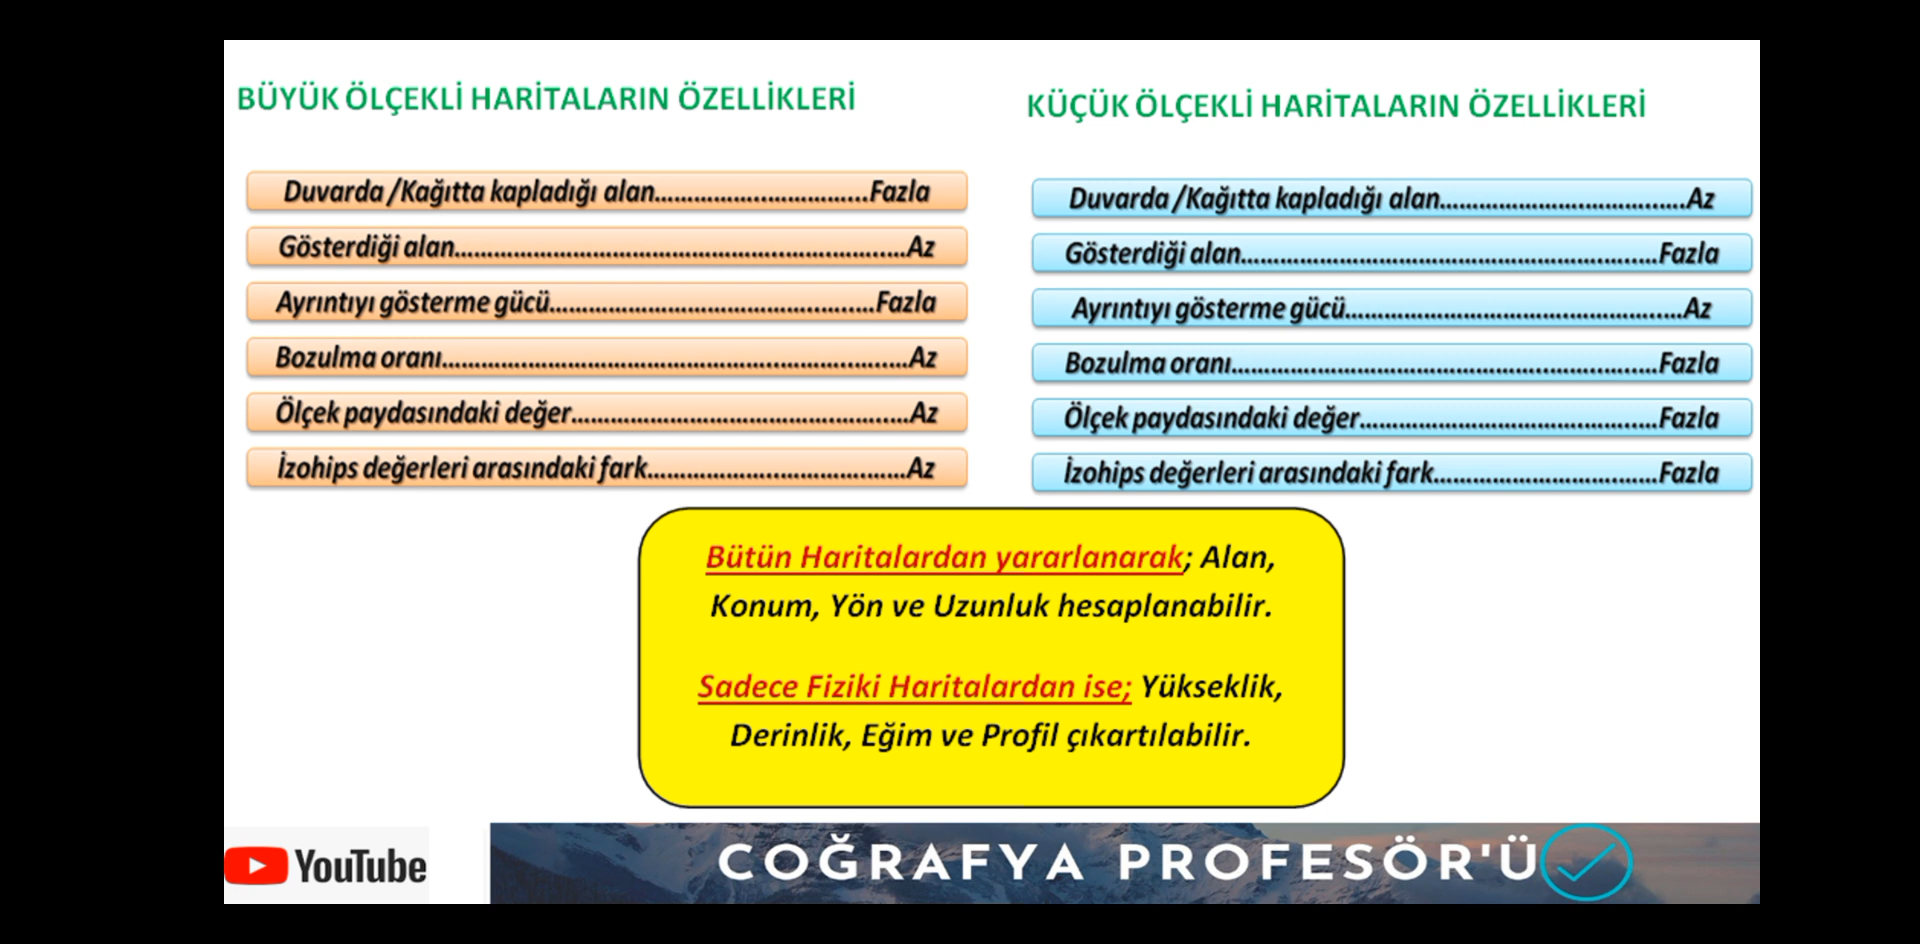 BÜYÜK ÖLÇEKLİ HARİTALARIN ÖZELLİKLERİ
Duvarda /Kağıtta kapladığı alan……………………………Fazla
Gösterdiği alan……………………………………………………………Az
Ayrıntıyı gösterme gücü…………………………………………Fazla
Bozulma oranı………………………………………………………………Az
Ölçek paydasındaki değer……………………………………………Az
İzohips değerleri arasındaki fark…………………………………Az
KÜÇÜK ÖLÇEKLİ HARİTALARIN ÖZELLİKLERİ
Duvarda /Kağıtta kapladığı alan………………………………..Az
Gösterdiği alan………………………………………………………Fazla
Ayrıntıyı gösterme gücü……………………………………………Az
Bozulma oranı…………………………………………………………Fazla
Ölçek paydasındaki değer………………………………………Fazla
İzohips değerleri arasındaki fark……………………………Fazla
Bütün Haritalardan yararlanarak; Alan,
Konum, Yön ve Uzunluk hesaplanabilir.
Sadece Fiziki Haritalardan ise; Yükseklik,
Derinlik, Eğim ve Profil çıkartılabilir.
YouTube
COĞRAFYA PROFESÖR'Ü